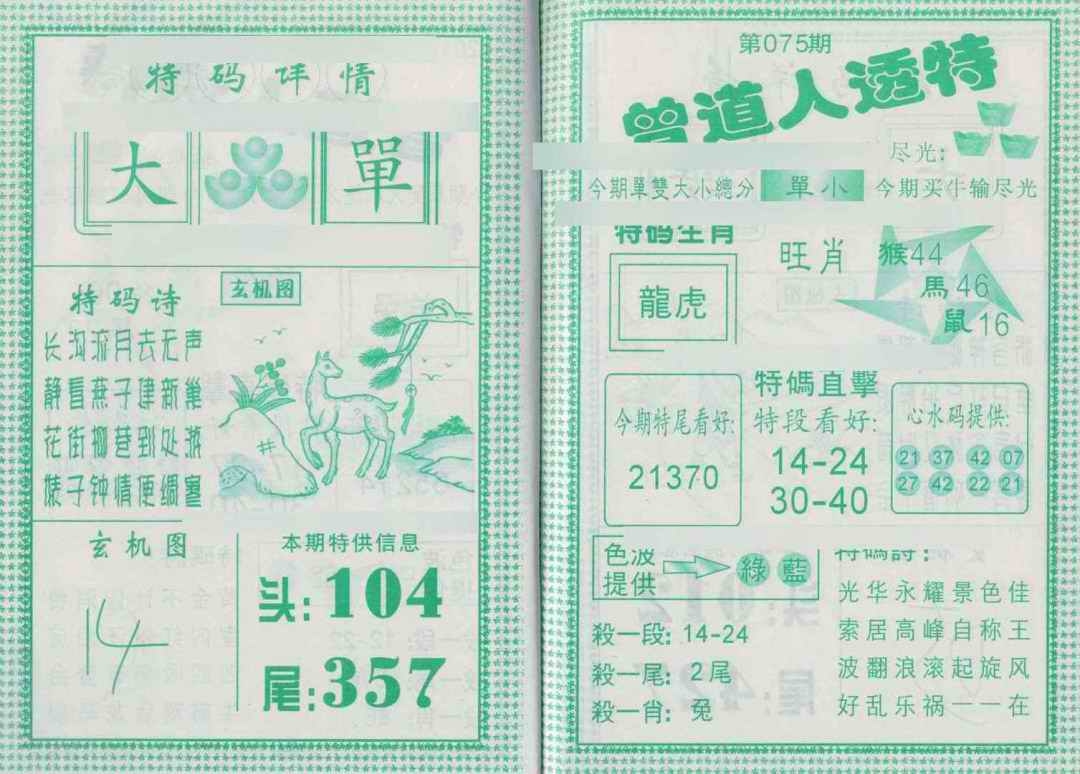 特码详情
大 單
特码诗
玄机图
长沟流月去无声
静看燕子建新巢
花街柳巷到处游
婊子钟情便绸蹇
玄机图
14
本期特供信息
头:104
尾:357
第075期
曾道人透特
尽光:
今期單雙大小總分 單小 今期买牛输尽光
特码生肖
龍虎
旺肖
猴44
馬46
鼠16
今期特尾看好:
21370
特碼直擊
特段看好:
14-24
30-40
心水码提供:
21 37 42 07
27 42 22 21
色波
提供
綠 藍
殺一段: 14-24
殺一尾: 2尾
殺一肖: 兔
特碼詩:
光华永耀景色佳
索居高峰自称王
波翻浪滚起旋风
好乱乐祸一一在